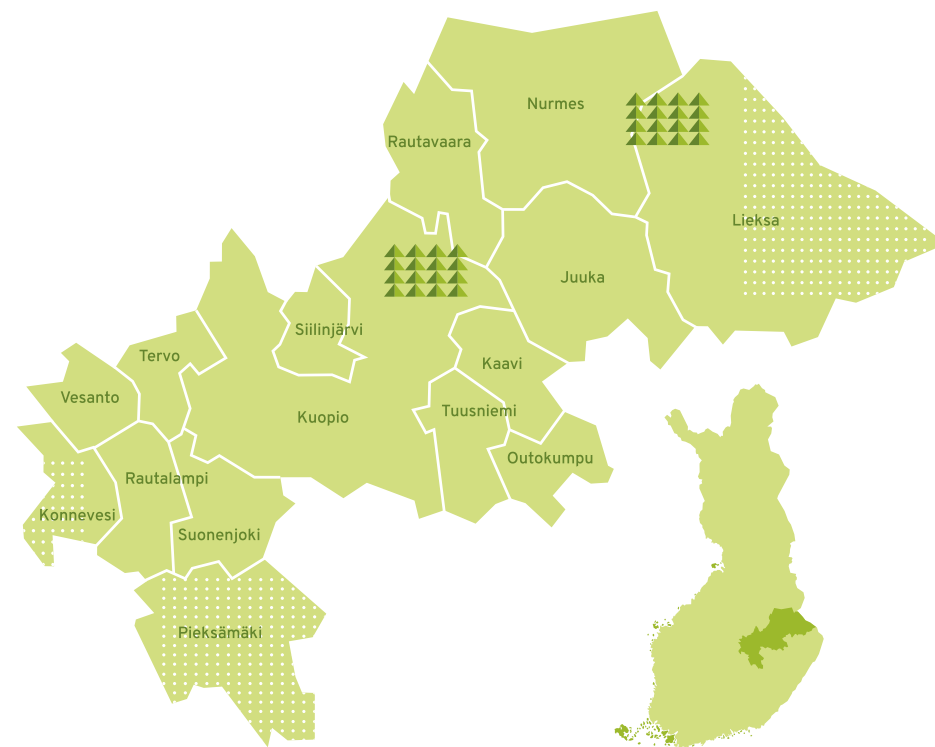 Nurmes
Rautavaara
Lieksa
Juuka
Siilinjärvi
Tervo
Kaavi
Vesanto
Kuopio
Tuusniemi
Outokumpu
Rautalampi
Konnevesi
Suonenjoki
Pieksämäki